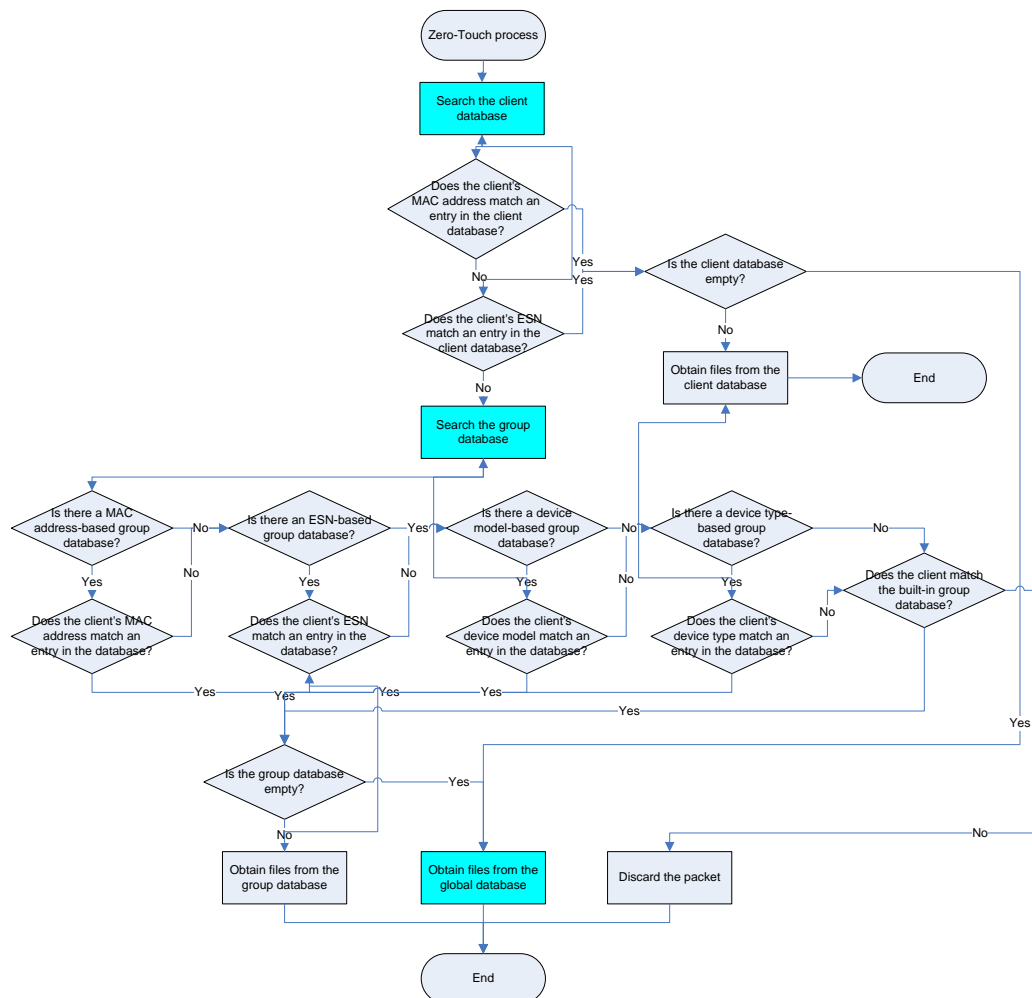 Zero-Touch process
Search the client
database
Does the client's
MAC address match an
entry in the client
database?
Yes
No
Is the client database
empty?
Yes
Does the client's ESN
match an entry in the
client database?
No
No
Obtain files from the
client database
End
Search the group
database
Is there a MAC
address-based group
database?
No
Is there an ESN-based
group database?
Yes
Is there a device
model-based group
database?
No
Is there a device type-
based group
database?
No
Yes
No
Yes
No
Yes
No
Yes
Does the client match
the built-in group
database?
Does the client's MAC
address match an
entry in the database?
Does the client's ESN
match an entry in the
database?
Does the client's
device model match an
entry in the database?
Does the client's
device type match an
entry in the database?
No
Yes
Yes
Yes
Yes
Yes
Yes
Is the group database
empty?
Yes
No
No
Obtain files from the
group database
Obtain files from the
global database
Discard the packet
End